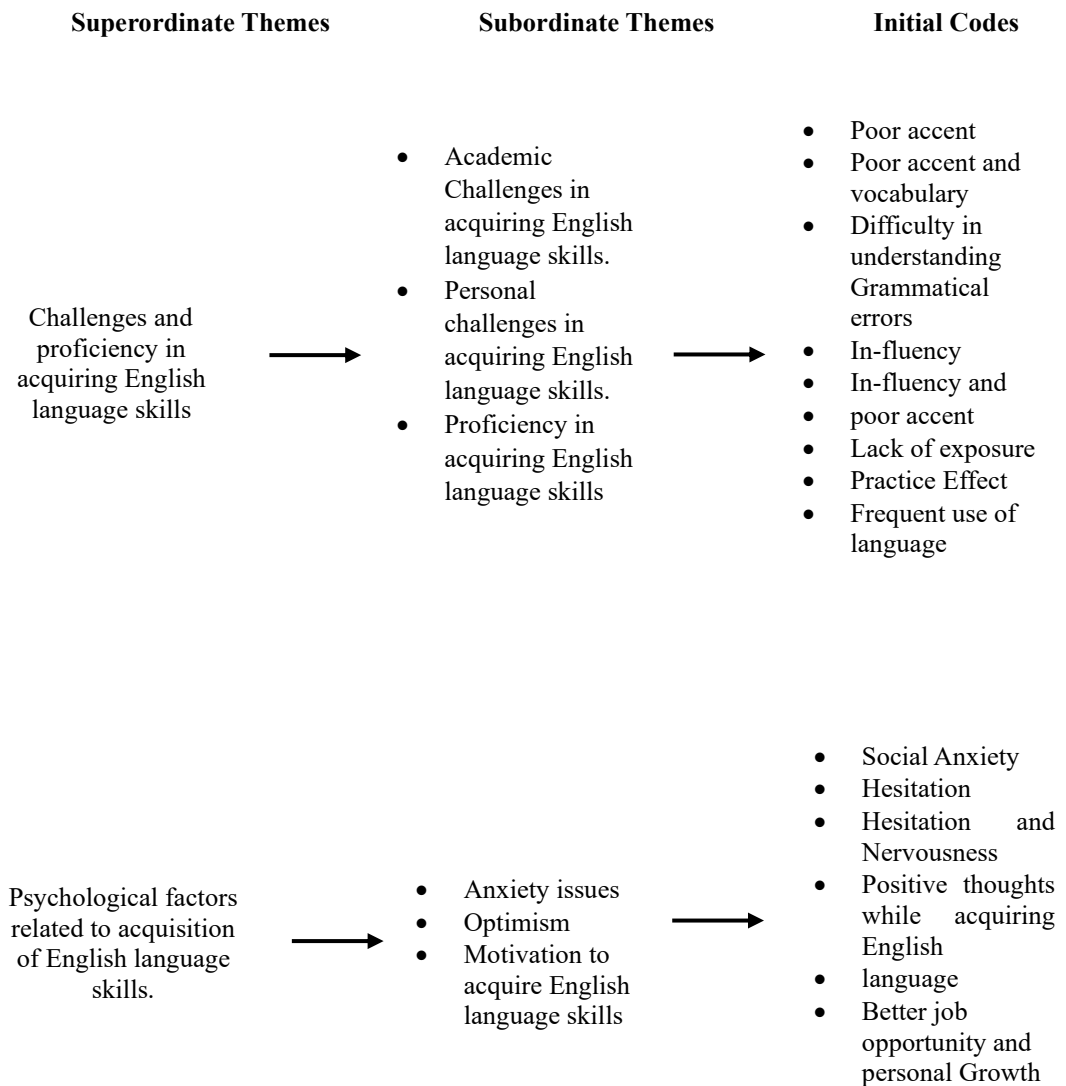 Superordinate Themes
Subordinate Themes
Initial Codes
Challenges and
proficiency in
acquiring English
language skills
• Academic
Challenges in
acquiring English
language skills.
• Personal
challenges in
acquiring English
language skills.
• Proficiency in
acquiring English
language skills
• Poor accent
• Poor accent and
vocabulary
• Difficulty in
understanding
Grammatical
errors
• In-fluency
• In-fluency and
• poor accent
• Lack of exposure
• Practice Effect
• Frequent use of
language
Psychological factors
related to acquisition
of English language
skills.
• Anxiety issues
• Optimism
• Motivation to
acquire English
language skills
• Social Anxiety
• Hesitation
• Hesitation and
Nervousness
• Positive thoughts
while acquiring
English
• language
• Better job
opportunity and
personal Growth